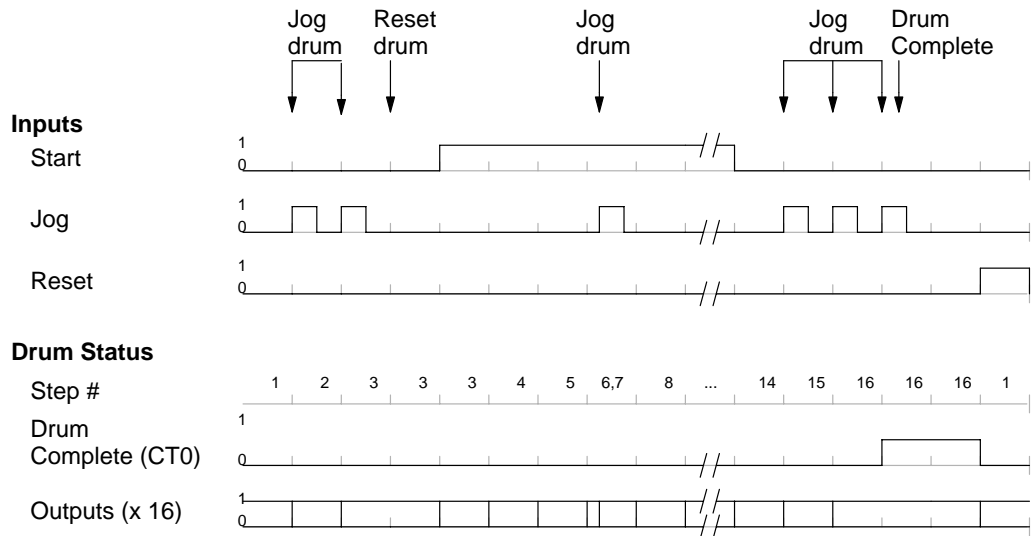 Jog
drum
Reset
drum
Jog
drum
Jog
drum
Drum
Complete
Inputs
Start
1
0
Jog
1
0
Reset
1
0
Drum Status
Step #
1 2 3 3 3 4 5 6,7 8 ... 14 15 16 16 16 1
Drum
Complete (CT0)
1
0
Outputs (x 16)
1
0